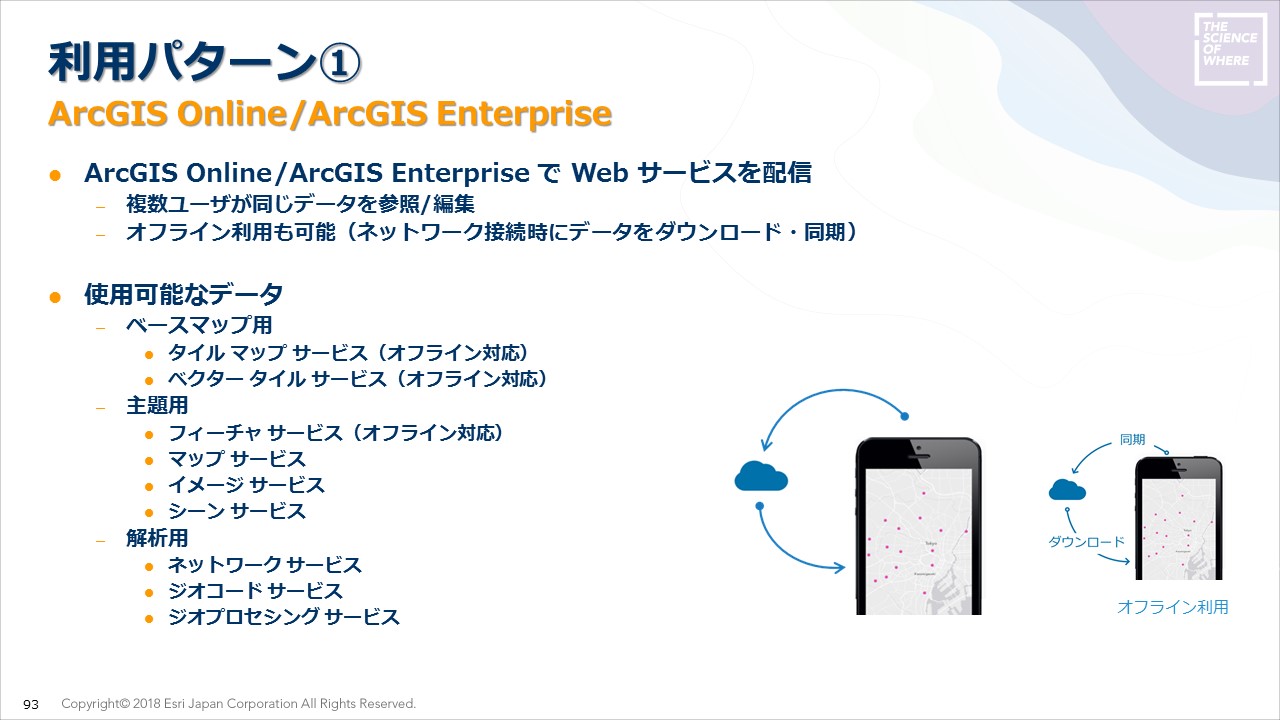 利用パターン①
ArcGIS Online/ArcGIS Enterprise
THE
SCIENCE
OF
WHERE
● ArcGIS Online/ArcGIS Enterprise で Web サービスを配信
– 複数ユーザが同じデータを参照/編集
– オフライン利用も可能（ネットワーク接続時にデータをダウンロード・同期）
● 使用可能なデータ
– ベースマップ用
● タイル マップ サービス（オフライン対応）
● ベクター タイル サービス（オフライン対応）
– 主題用
● フィーチャ サービス（オフライン対応）
● マップ サービス
● イメージ サービス
● シーン サービス
– 解析用
● ネットワーク サービス
● ジオコード サービス
● ジオプロセシング サービス
Tokyo
同期
ダウンロード
Tokyo
オフライン利用
93
Copyright© 2018 Esri Japan Corporation All Rights Reserved.